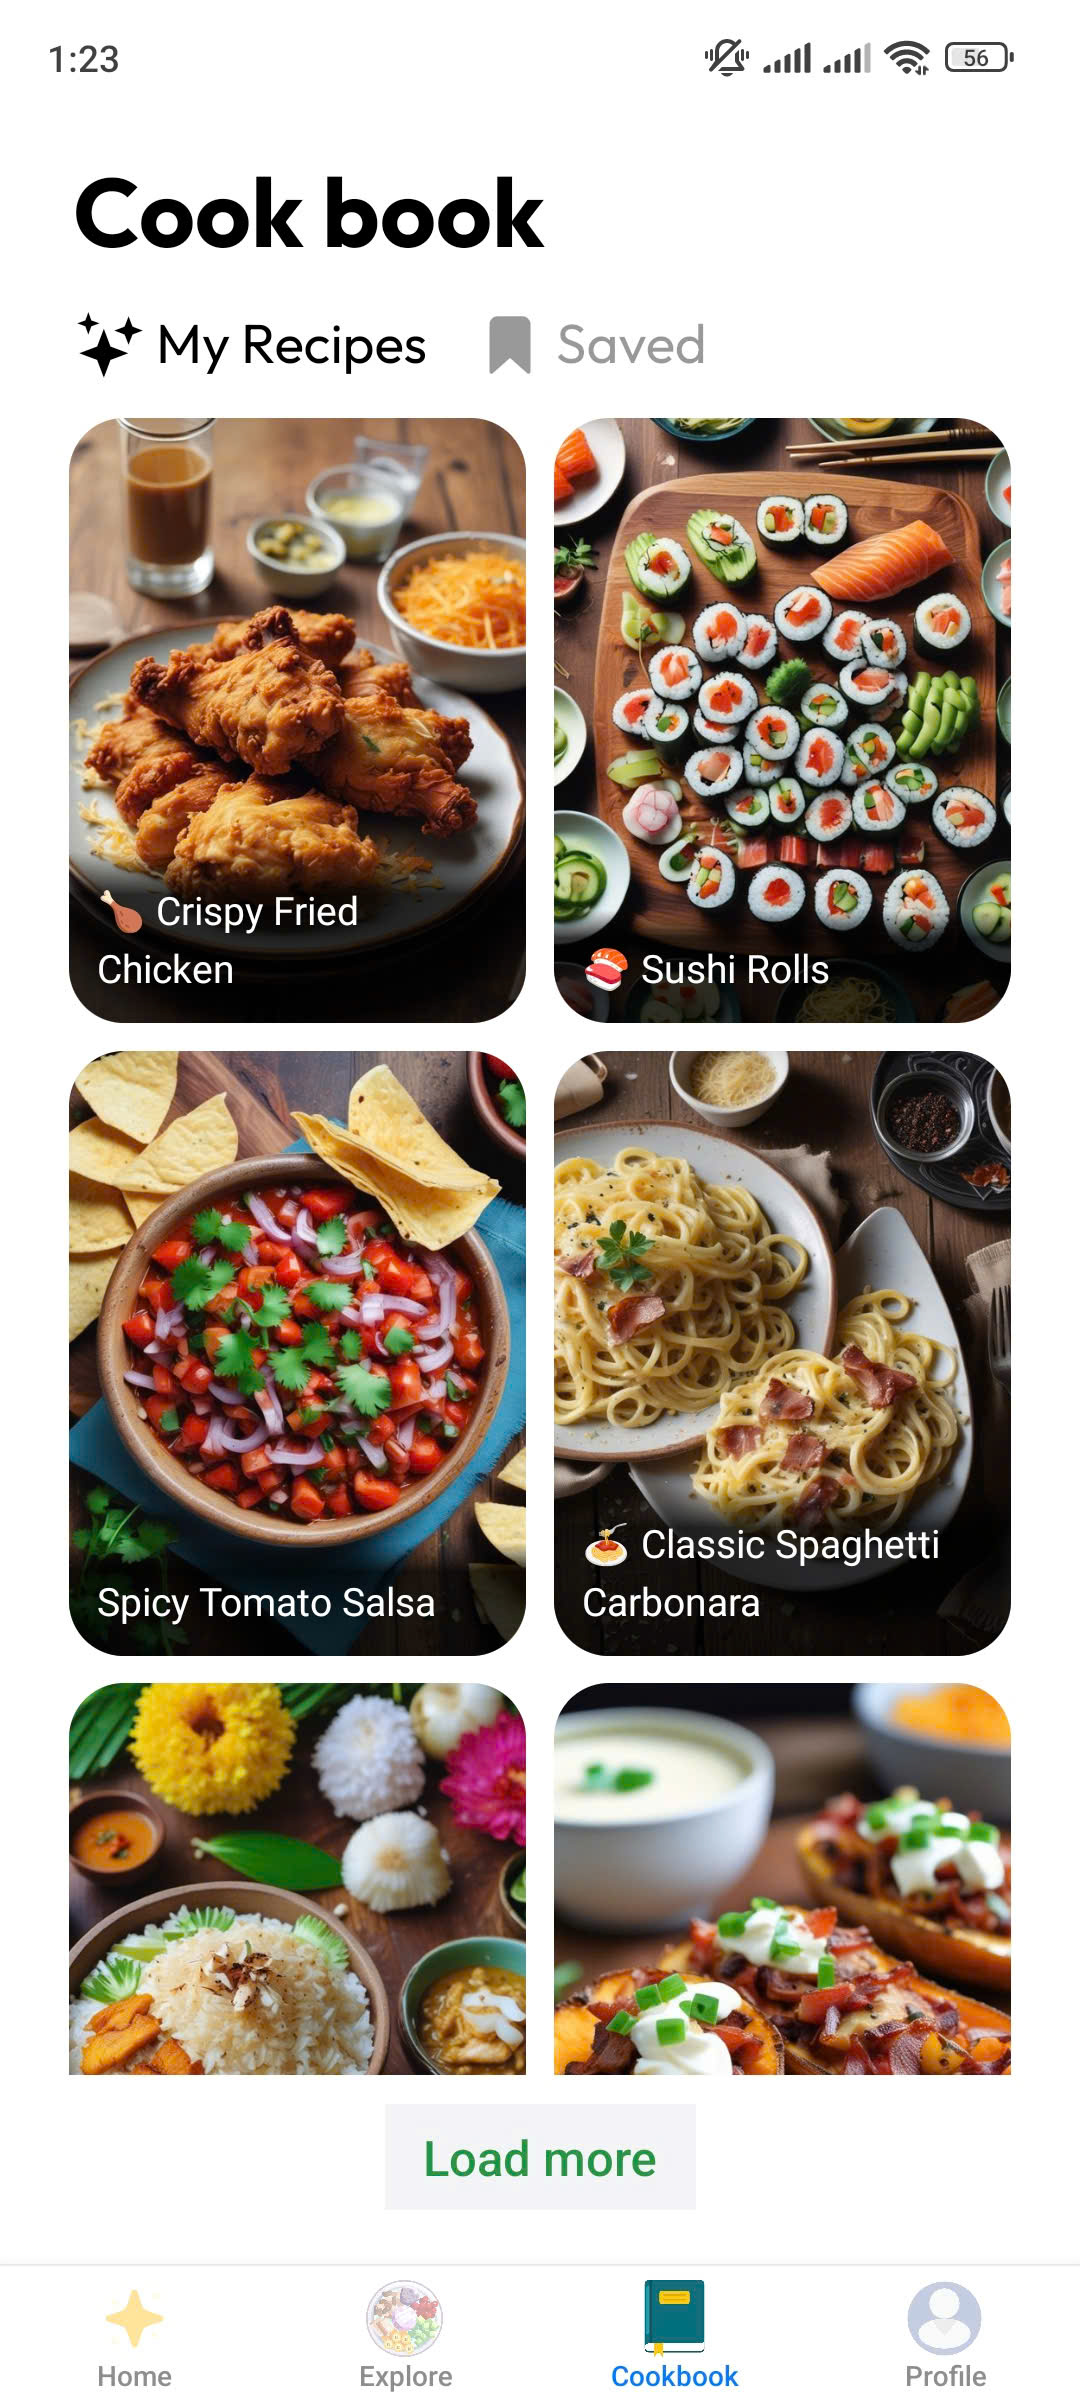 1:23
56
Cook book
My Recipes
Saved
🍗 Crispy Fried
Chicken
🍣 Sushi Rolls
Spicy Tomato Salsa
🍝 Classic Spaghetti
Carbonara
Load more
Home
Explore
Cookbook
Profile